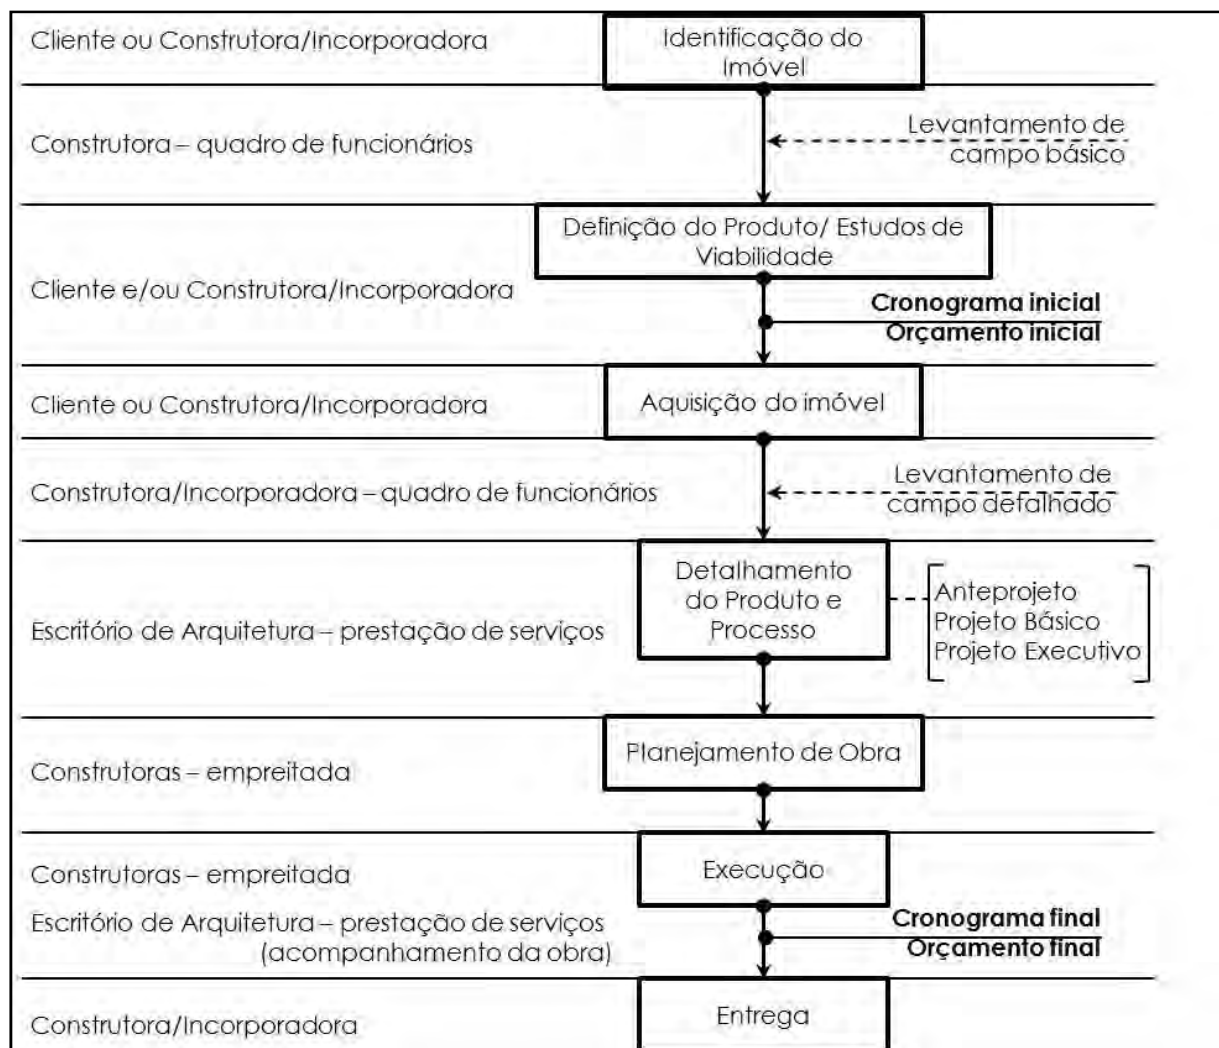 Cliente ou Construtora/Incorporadora
Identificação do
Imóvel
Construtora – quadro de funcionários
Levantamento de
campo básico
Definição do Produto/ Estudos de
Viabilidade
Cliente e/ou Construtora/Incorporadora
Cronograma inicial
Orçamento inicial
Cliente ou Construtora/Incorporadora
Aquisição do imóvel
Construtora/Incorporadora – quadro de funcionários
Levantamento de
campo detalhado
Escritório de Arquitetura – prestação de serviços
Detalhamento
do Produto e
Processo
Anteprojeto
Projeto Básico
Projeto Executivo
Construtoras – empreitada
Planejamento de Obra
Construtoras – empreitada
Execução
Escritório de Arquitetura – prestação de serviços
(acompanhamento da obra)
Cronograma final
Orçamento final
Construtora/Incorporadora
Entrega